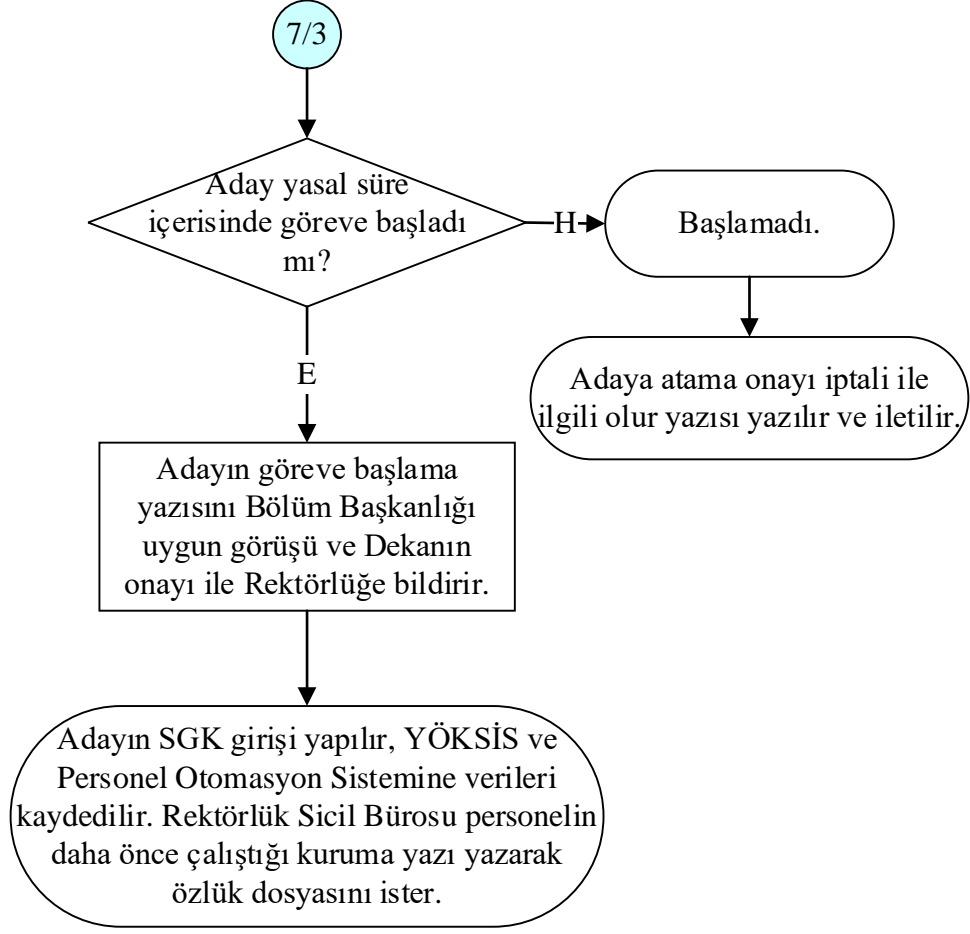 7/3
Aday yasal süre
içerisinde göreve başladı
mı?
H
Başlamadı.
Adaya atama onayı iptali ile
ilgili olur yazısı yazılır ve iletilir.
E
Adayın göreve başlama
yazısını Bölüm Başkanlığı
uygun görüşü ve Dekanın
onayı ile Rektörlüğe bildirir.
Adayın SGK girişi yapılır, YÖKSİS ve
Personel Otomasyon Sistemine verileri
kaydedilir. Rektörlük Sicil Bürosu personelin
daha önce çalıştığı kuruma yazı yazarak
özlük dosyasını ister.